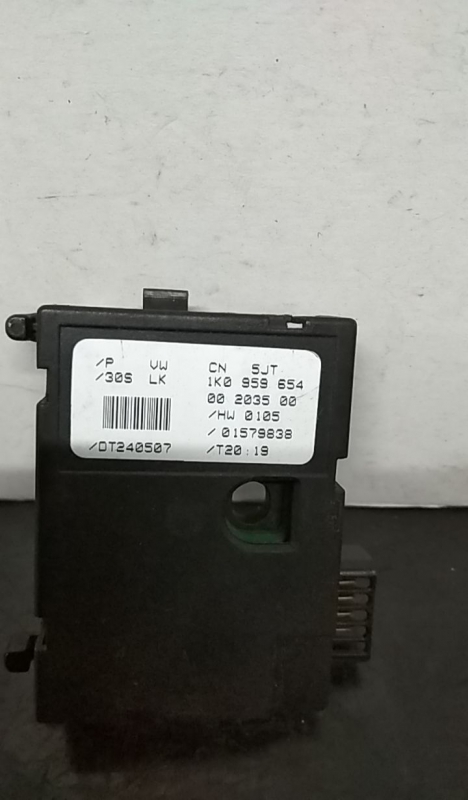 /P VW CN 5JT
/30S LK 1K0 959 654
00 2035 00
/HW 0105
/01579838
/DT240507 /T20:19